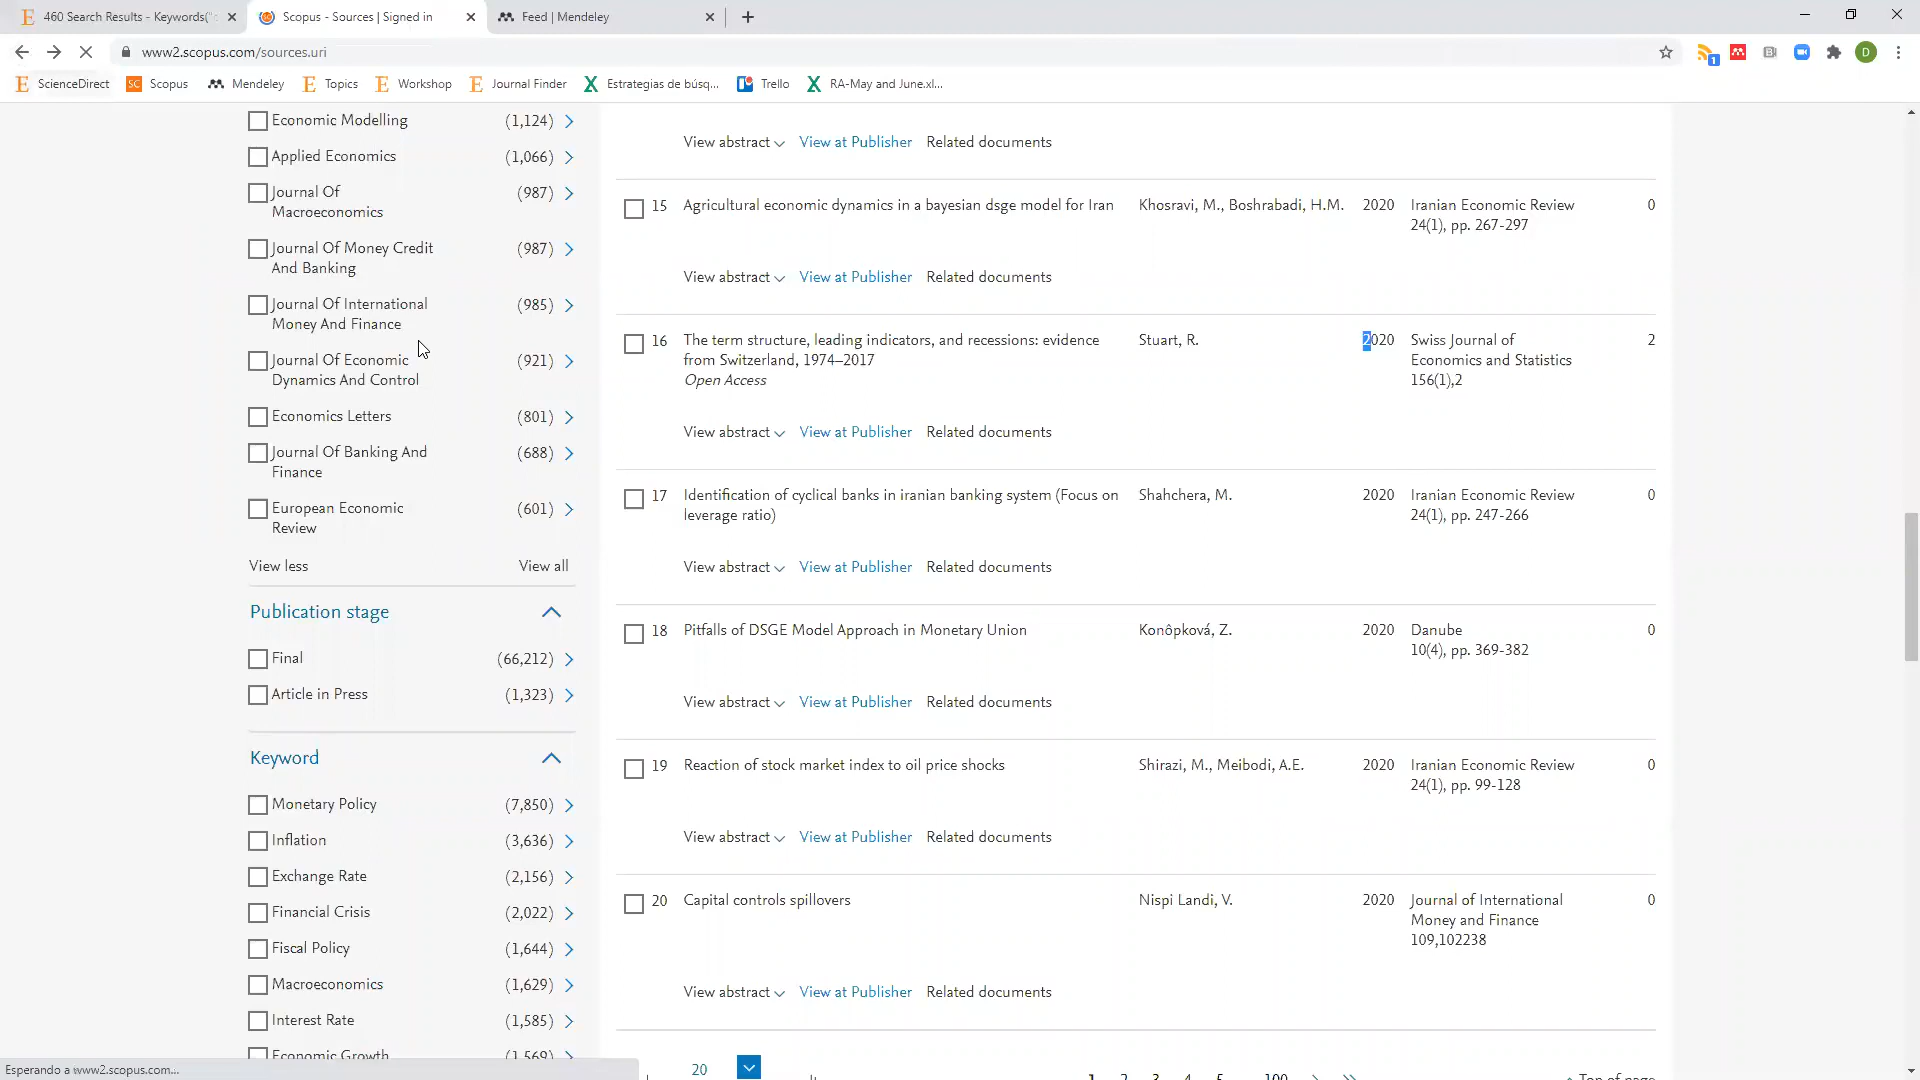 460 Search Results - Keywords("
Scopus - Sources | Signed in
Feed | Mendeley
www2.scopus.com/sources.uri
1
D
ScienceDirect
SC Scopus
Mendeley
Topics
Workshop
Journal Finder
Estrategias de búsq...
Trello
RA-May and June.xl...
Economic Modelling (1,124)
Applied Economics (1,066)
Journal Of (987)
Macroeconomics
Journal Of Money Credit (987)
And Banking
Journal Of International (985)
Money And Finance
Journal Of Economic (921)
Dynamics And Control
Economics Letters (801)
Journal Of Banking And (688)
Finance
European Economic (601)
Review
View less View all
Publication stage
Final (66,212)
Article in Press (1,323)
Keyword
Monetary Policy (7,850)
Inflation (3,636)
Exchange Rate (2,156)
Financial Crisis (2,022)
Fiscal Policy (1,644)
Macroeconomics (1,629)
Interest Rate (1,585)
Economic Growth (1,569)
Esperando a www2.scopus.com...
View abstract View at Publisher Related documents
15 Agricultural economic dynamics in a bayesian dsge model for Iran Khosravi, M., Boshrabadi, H.M. 2020 Iranian Economic Review 0
24(1), pp. 267-297
View abstract View at Publisher Related documents
16 The term structure, leading indicators, and recessions: evidence Stuart, R. 2020 Swiss Journal of 2
from Switzerland, 1974–2017 Economics and Statistics
Open Access 156(1),2
View abstract View at Publisher Related documents
17 Identification of cyclical banks in iranian banking system (Focus on Shahchera, M. 2020 Iranian Economic Review 0
leverage ratio) 24(1), pp. 247-266
View abstract View at Publisher Related documents
18 Pitfalls of DSGE Model Approach in Monetary Union Konôpková, Z. 2020 Danube 0
10(4), pp. 369-382
View abstract View at Publisher Related documents
19 Reaction of stock market index to oil price shocks Shirazi, M., Meibodi, A.E. 2020 Iranian Economic Review 0
24(1), pp. 99-128
View abstract View at Publisher Related documents
20 Capital controls spillovers Nispi Landi, V. 2020 Journal of International 0
Money and Finance
109,102238
View abstract View at Publisher Related documents
20 1 2 3 4 5 100 Top of page